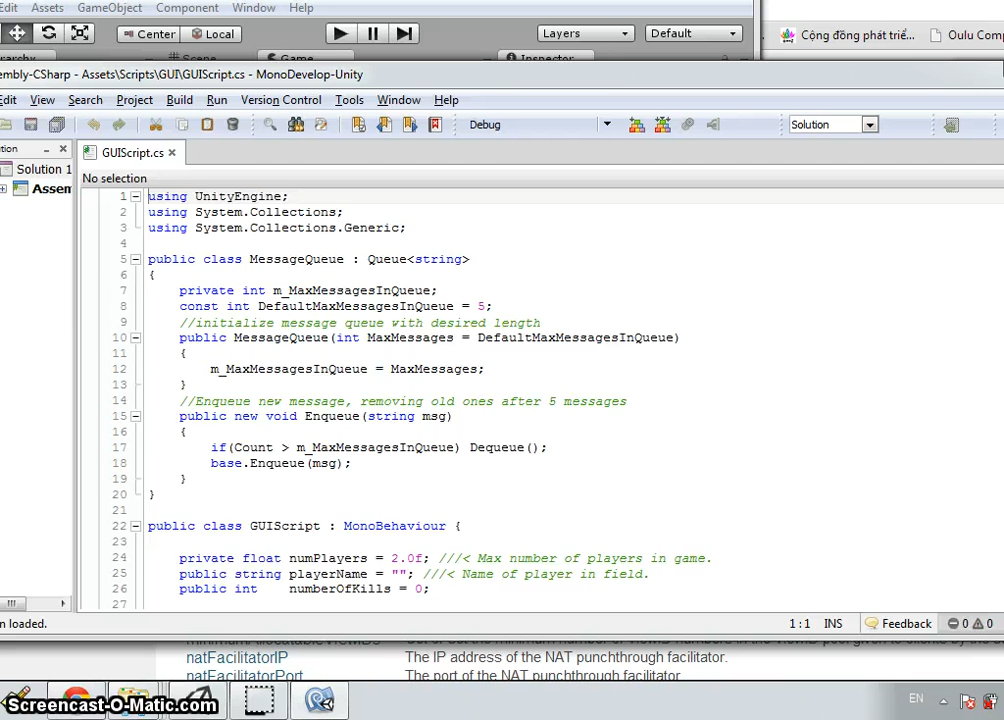 Edit Assets GameObject Component Window Help
Center Local Layers Default Cộng đồng phát triể... Oulu Comp
erarchy Scene Game Inspector
embly-CSharp - Assets\Scripts\GUI\GUIScript.cs - MonoDevelop-Unity
Edit View Search Project Build Run Version Control Tools Window Help
Debug Solution
tion GUIScript.cs
Solution 1 No selection
Assem
1 using UnityEngine;
2 using System.Collections;
3 using System.Collections.Generic;
4
5 public class MessageQueue : Queue<string>
6 {
7 private int m_MaxMessagesInQueue;
8 const int DefaultMaxMessagesInQueue = 5;
9 //initialize message queue with desired length
10 public MessageQueue(int MaxMessages = DefaultMaxMessagesInQueue)
11 {
12 m_MaxMessagesInQueue = MaxMessages;
13 }
14 //Enqueue new message, removing old ones after 5 messages
15 public new void Enqueue(string msg)
16 {
17 if(Count > m_MaxMessagesInQueue) Dequeue();
18 base.Enqueue(msg);
19 }
20 }
21
22 public class GUIScript : MonoBehaviour {
23
24 private float numPlayers = 2.0f; ///< Max number of players in game.
25 public string playerName = ""; ///< Name of player in field.
26 public int numberOfKills = 0;
27
n loaded. 1 : 1 INS Feedback 0 0
natFacilitatorIP The IP address of the NAT punchthrough facilitator.
natFacilitatorPort The port of the NAT punchthrough facilitator
Screencast-O-Matic.com EN